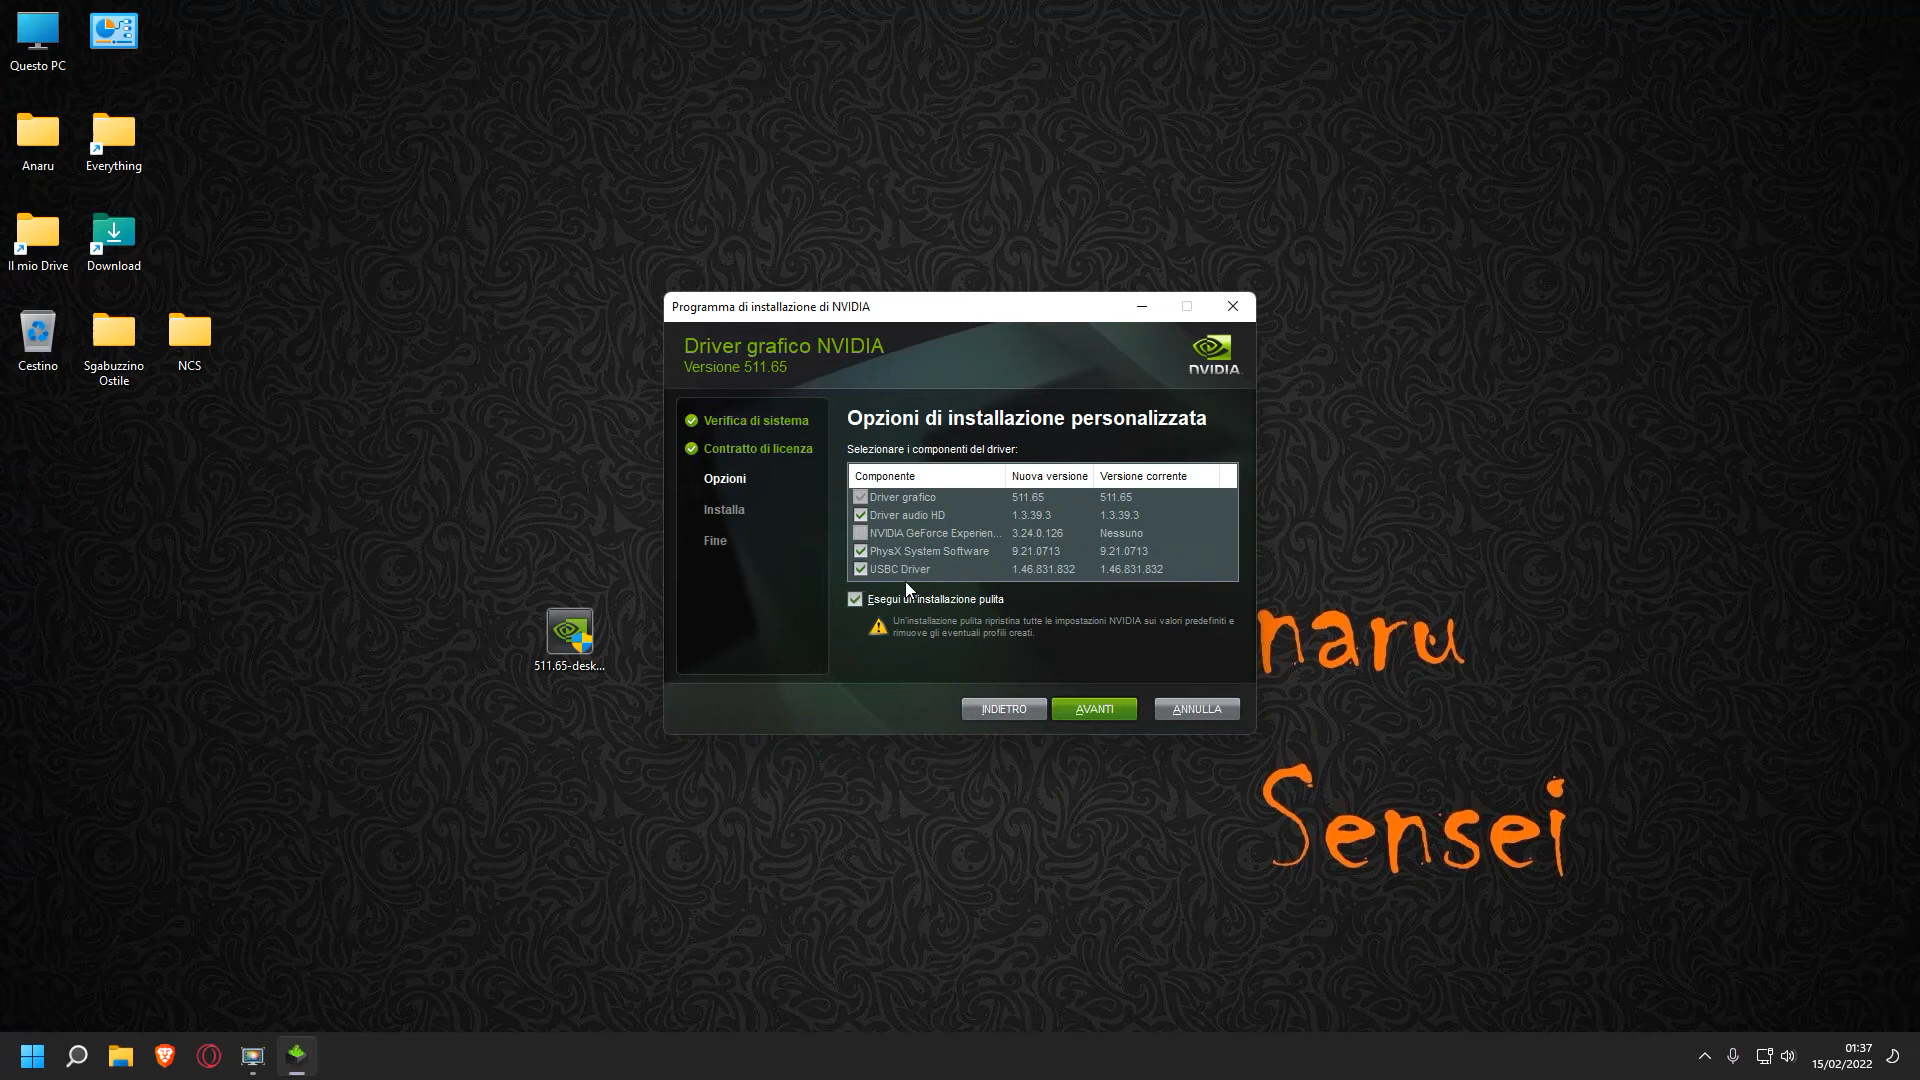 Questo PC
Anaru
Everything
Il mio Drive
Download
Cestino
Sgabuzzino
Ostile
NCS
511.65-desk...
Programma di installazione di NVIDIA
Driver grafico NVIDIA
Versione 511.65
NVIDIA
Verifica di sistema
Contratto di licenza
Opzioni
Installa
Fine
Opzioni di installazione personalizzata
Selezionare i componenti del driver:
Componente Nuova versione Versione corrente
Driver grafico 511.65 511.65
Driver audio HD 1.3.39.3 1.3.39.3
NVIDIA GeForce Experien... 3.24.0.126 Nessuno
PhysX System Software 9.21.0713 9.21.0713
USBC Driver 1.46.831.832 1.46.831.832
Esegui un'installazione pulita
Un'installazione pulita ripristina tutte le impostazioni NVIDIA sui valori predefiniti e
rimuove gli eventuali profili creati.
INDIETRO AVANTI ANNULLA
naru
Sensei
01:37
15/02/2022